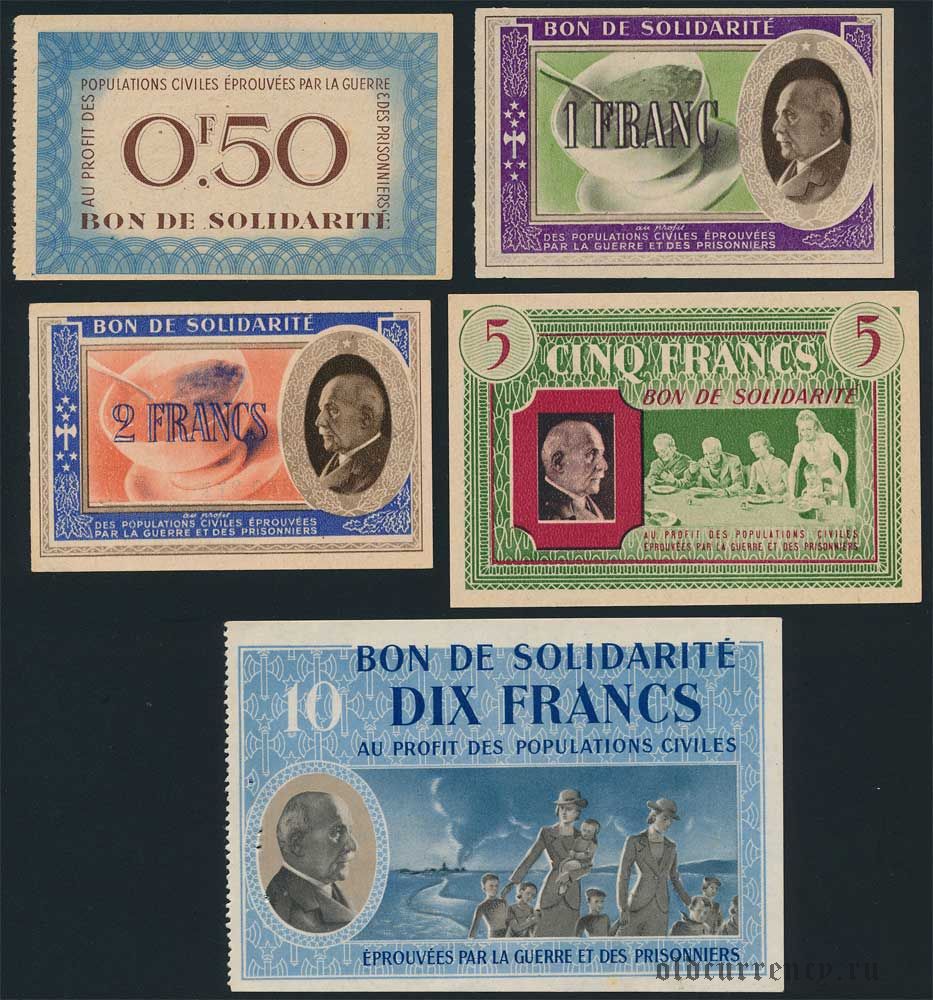 POPULATIONS CIVILES ÉPROUVÉES PAR LA GUERRE
AU PROFIT DES
& DES PRISONNIERS
0F.50
BON DE SOLIDARITÉ
BON DE SOLIDARITÉ
1 FRANC
au profit
DES POPULATIONS CIVILES ÉPROUVÉES
PAR LA GUERRE ET DES PRISONNIERS
BON DE SOLIDARITÉ
2 FRANCS
au profit
DES POPULATIONS CIVILES ÉPROUVÉES
PAR LA GUERRE ET DES PRISONNIERS
5 CINQ FRANCS 5
BON DE SOLIDARITÉ
AU PROFIT DES POPULATIONS CIVILES
ÉPROUVÉES PAR LA GUERRE ET DES PRISONNIERS
BON DE SOLIDARITÉ
10 DIX FRANCS
AU PROFIT DES POPULATIONS CIVILES
ÉPROUVÉES PAR LA GUERRE ET DES PRISONNIERS
oldcurrency.ru